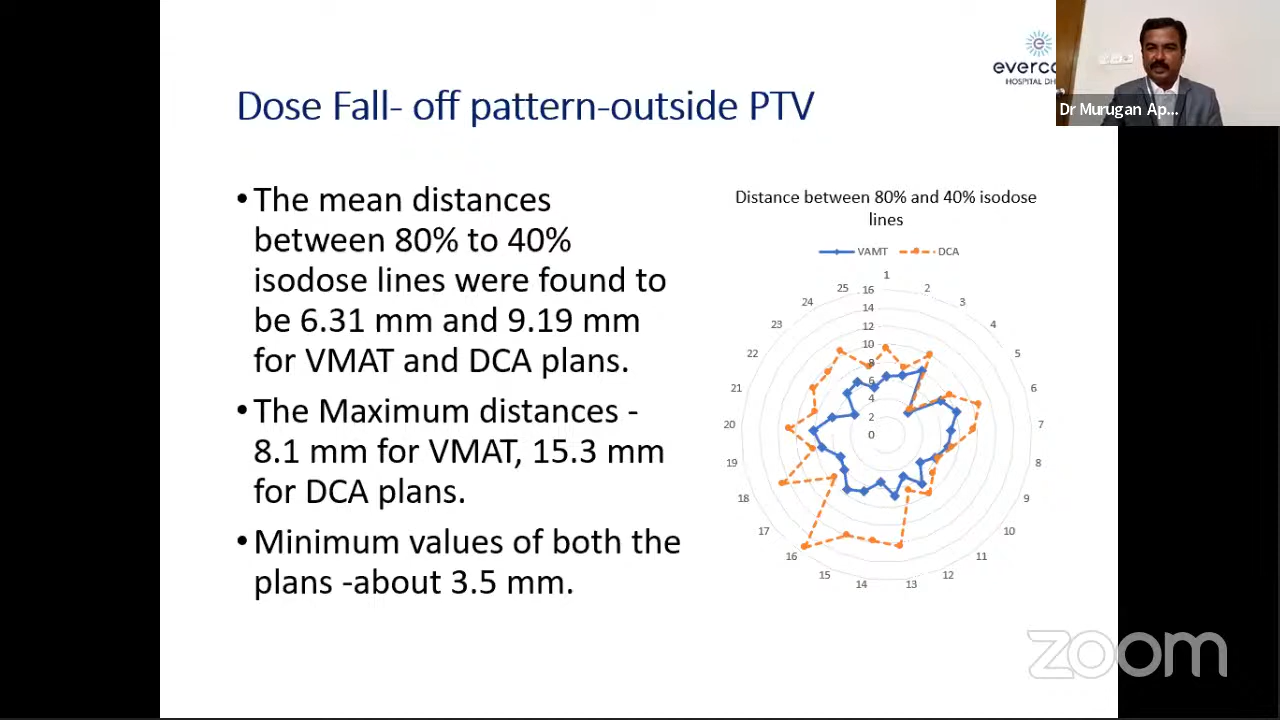 Dose Fall- off pattern-outside PTV
•The mean distances
between 80% to 40%
isodose lines were found to
be 6.31 mm and 9.19 mm
for VMAT and DCA plans.
•The Maximum distances -
8.1 mm for VMAT, 15.3 mm
for DCA plans.
•Minimum values of both the
plans -about 3.5 mm.
HOSPITAL DH
Dr Murugan Ap...
Distance between 80% and 40% isodose
lines
VAMT DCA
1
2
3
4
5
6
7
8
9
10
11
12
13
14
15
16
17
18
19
20
21
22
23
24
25
16
14
12
10
8
6
4
2
0
zoom